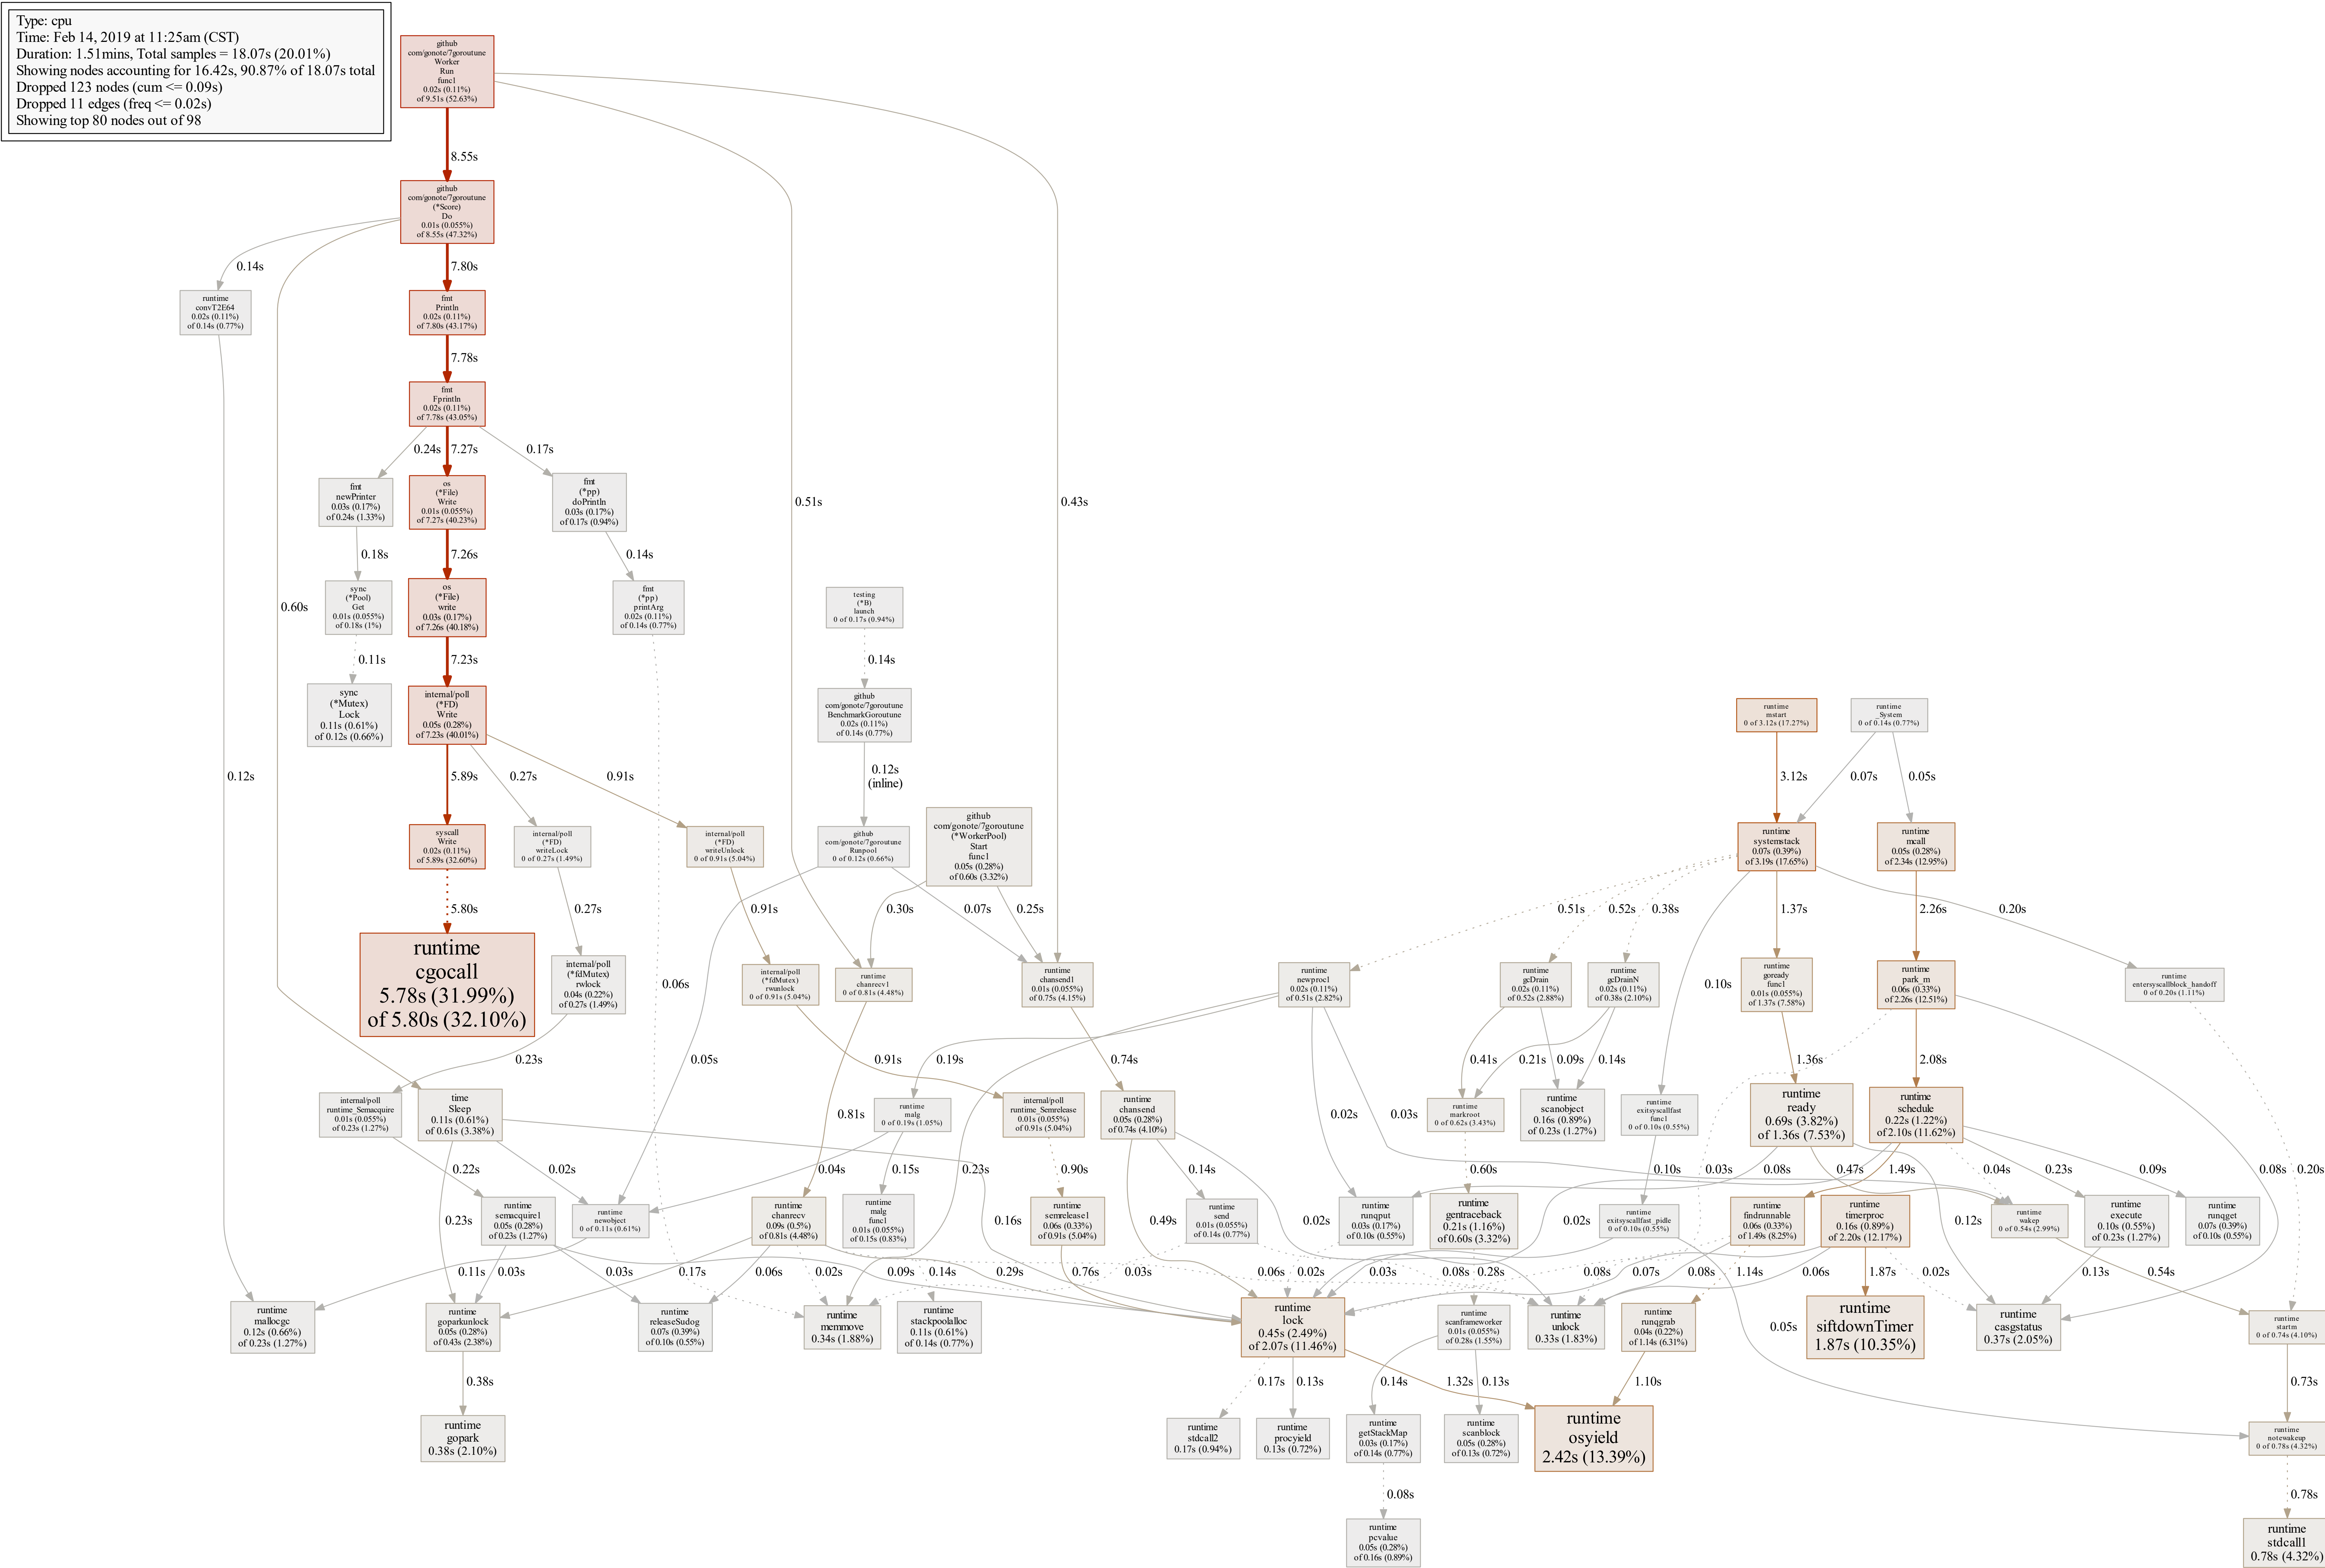 Type: cpu
Time: Feb 14, 2019 at 11:25am (CST)
Duration: 1.51mins, Total samples = 18.07s (20.01%)
Showing nodes accounting for 16.42s, 90.87% of 18.07s total
Dropped 123 nodes (cum <= 0.09s)
Dropped 11 edges (freq <= 0.02s)
Showing top 80 nodes out of 98
github
com/gonote/7goroutune
Worker
Run
func1
0.02s (0.11%)
of 9.51s (52.63%)
8.55s
github
com/gonote/7goroutune
(*Score)
Do
0.01s (0.055%)
of 8.55s (47.32%)
0.14s
7.80s
runtime
convT2E64
0.02s (0.11%)
of 0.14s (0.77%)
fmt
Println
0.02s (0.11%)
of 7.80s (43.17%)
7.78s
fmt
Fprintln
0.02s (0.11%)
of 7.78s (43.05%)
0.24s
7.27s
0.17s
fmt
newPrinter
0.03s (0.17%)
of 0.24s (1.33%)
os
(*File)
Write
0.01s (0.055%)
of 7.27s (40.23%)
fmt
(*pp)
doPrintln
0.03s (0.17%)
of 0.17s (0.94%)
0.51s
0.43s
0.18s
7.26s
0.14s
0.60s
sync
(*Pool)
Get
0.01s (0.055%)
of 0.18s (1%)
os
(*File)
write
0.03s (0.17%)
of 7.26s (40.18%)
fmt
(*pp)
printArg
0.02s (0.11%)
of 0.14s (0.77%)
testing
(*B)
launch
0 of 0.17s (0.94%)
0.11s
7.23s
0.14s
sync
(*Mutex)
Lock
0.11s (0.61%)
of 0.12s (0.66%)
internal/poll
(*FD)
Write
0.05s (0.28%)
of 7.23s (40.01%)
github
com/gonote/7goroutune
BenchmarkGoroutune
0.02s (0.11%)
of 0.14s (0.77%)
runtime
mstart
0 of 3.12s (17.27%)
runtime
_System
0 of 0.14s (0.77%)
0.12s
5.89s
0.27s
0.91s
0.12s
(inline)
3.12s
0.07s
0.05s
syscall
Write
0.02s (0.11%)
of 5.89s (32.60%)
internal/poll
(*FD)
writeLock
0 of 0.27s (1.49%)
internal/poll
(*FD)
writeUnlock
0 of 0.91s (5.04%)
github
com/gonote/7goroutune
Runpool
0 of 0.12s (0.66%)
github
com/gonote/7goroutune
(*WorkerPool)
Start
func1
0.05s (0.28%)
of 0.60s (3.32%)
runtime
systemstack
0.07s (0.39%)
of 3.19s (17.65%)
runtime
mcall
0.05s (0.28%)
of 2.34s (12.95%)
5.80s
0.27s
0.91s
0.30s
0.07s
0.25s
0.51s
0.52s
0.38s
1.37s
2.26s
0.20s
runtime
cgocall
5.78s (31.99%)
of 5.80s (32.10%)
internal/poll
(*fdMutex)
rwlock
0.04s (0.22%)
of 0.27s (1.49%)
0.06s
internal/poll
(*fdMutex)
rwunlock
0 of 0.91s (5.04%)
runtime
chanrecv1
0 of 0.81s (4.48%)
runtime
chansend1
0.01s (0.055%)
of 0.75s (4.15%)
runtime
newproc1
0.02s (0.11%)
of 0.51s (2.82%)
runtime
gcDrain
0.02s (0.11%)
of 0.52s (2.88%)
runtime
gcDrainN
0.02s (0.11%)
of 0.38s (2.10%)
0.10s
runtime
goready
func1
0.01s (0.055%)
of 1.37s (7.58%)
runtime
park_m
0.06s (0.33%)
of 2.26s (12.51%)
runtime
entersyscallblock_handoff
0 of 0.20s (1.11%)
0.23s
0.05s
0.91s
0.74s
0.19s
0.41s
0.21s
0.09s
0.14s
1.36s
2.08s
internal/poll
runtime_Semacquire
0.01s (0.055%)
of 0.23s (1.27%)
time
Sleep
0.11s (0.61%)
of 0.61s (3.38%)
0.81s
runtime
malg
0 of 0.19s (1.05%)
internal/poll
runtime_Semrelease
0.01s (0.055%)
of 0.91s (5.04%)
runtime
chansend
0.05s (0.28%)
of 0.74s (4.10%)
0.02s
0.03s
runtime
markroot
0 of 0.62s (3.43%)
runtime
scanobject
0.16s (0.89%)
of 0.23s (1.27%)
runtime
exitsyscallfast
func1
0 of 0.10s (0.55%)
runtime
ready
0.69s (3.82%)
of 1.36s (7.53%)
runtime
schedule
0.22s (1.22%)
of 2.10s (11.62%)
0.22s
0.02s
0.04s
0.15s
0.23s
0.90s
0.14s
0.60s
0.10s
0.03s
0.08s
0.47s
1.49s
0.04s
0.23s
0.09s
0.08s
0.20s
0.23s
runtime
semacquire1
0.05s (0.28%)
of 0.23s (1.27%)
runtime
newobject
0 of 0.11s (0.61%)
runtime
chanrecv
0.09s (0.5%)
of 0.81s (4.48%)
runtime
malg
func1
0.01s (0.055%)
of 0.15s (0.83%)
0.16s
runtime
semrelease1
0.06s (0.33%)
of 0.91s (5.04%)
0.49s
runtime
send
0.01s (0.055%)
of 0.14s (0.77%)
0.02s
runtime
runqput
0.03s (0.17%)
of 0.10s (0.55%)
runtime
gentraceback
0.21s (1.16%)
of 0.60s (3.32%)
0.02s
runtime
exitsyscallfast_pidle
0 of 0.10s (0.55%)
runtime
findrunnable
0.06s (0.33%)
of 1.49s (8.25%)
runtime
timerproc
0.16s (0.89%)
of 2.20s (12.17%)
0.12s
runtime
wakep
0 of 0.54s (2.99%)
runtime
execute
0.10s (0.55%)
of 0.23s (1.27%)
runtime
runqget
0.07s (0.39%)
of 0.10s (0.55%)
0.11s
0.03s
0.03s
0.09s
0.17s
0.06s
0.02s
0.14s
0.29s
0.76s
0.03s
0.06s
0.02s
0.03s
0.08s
0.28s
0.08s
0.07s
0.08s
1.14s
0.06s
1.87s
0.02s
0.13s
0.54s
runtime
mallocgc
0.12s (0.66%)
of 0.23s (1.27%)
runtime
goparkunlock
0.05s (0.28%)
of 0.43s (2.38%)
runtime
releaseSudog
0.07s (0.39%)
of 0.10s (0.55%)
runtime
memmove
0.34s (1.88%)
runtime
stackpoolalloc
0.11s (0.61%)
of 0.14s (0.77%)
runtime
lock
0.45s (2.49%)
of 2.07s (11.46%)
runtime
scanframeworker
0.01s (0.055%)
of 0.28s (1.55%)
runtime
unlock
0.33s (1.83%)
runtime
runqgrab
0.04s (0.22%)
of 1.14s (6.31%)
0.05s
runtime
siftdownTimer
1.87s (10.35%)
runtime
casgstatus
0.37s (2.05%)
runtime
startm
0 of 0.74s (4.10%)
0.38s
0.17s
0.13s
1.32s
0.14s
0.13s
1.10s
0.73s
runtime
gopark
0.38s (2.10%)
runtime
stdcall2
0.17s (0.94%)
runtime
procyield
0.13s (0.72%)
runtime
getStackMap
0.03s (0.17%)
of 0.14s (0.77%)
runtime
scanblock
0.05s (0.28%)
of 0.13s (0.72%)
runtime
osyield
2.42s (13.39%)
runtime
notewakeup
0 of 0.78s (4.32%)
0.08s
0.78s
runtime
pcvalue
0.05s (0.28%)
of 0.16s (0.89%)
runtime
stdcall1
0.78s (4.32%)